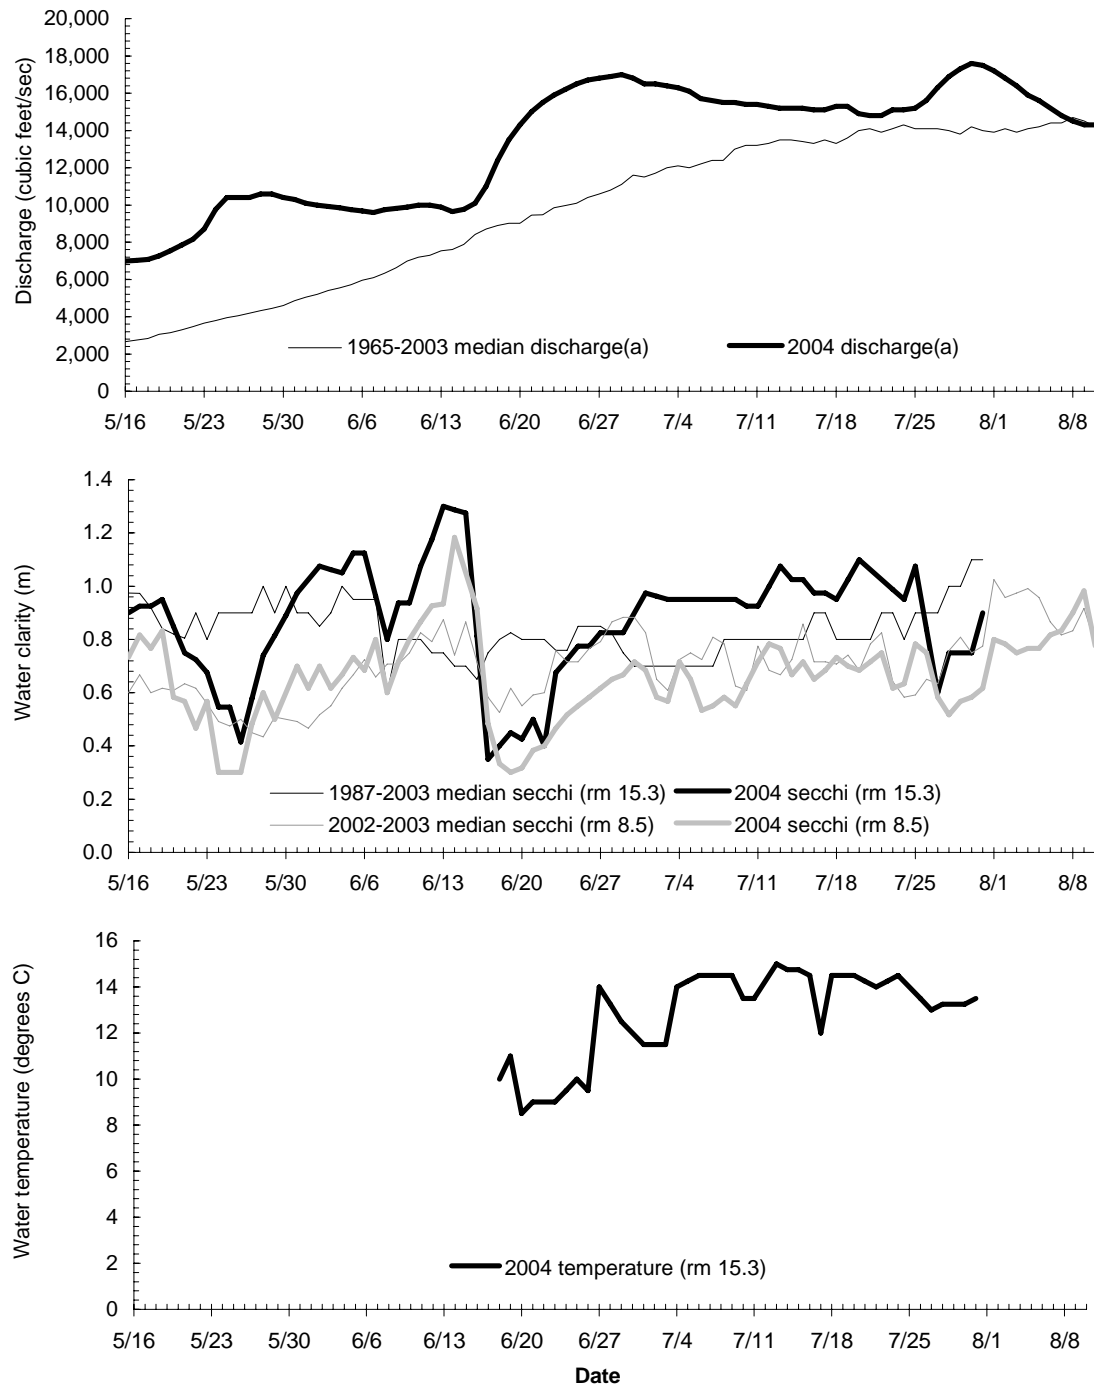 20,000
18,000
16,000
14,000
12,000
10,000
8,000
6,000
4,000
2,000
0
Discharge (cubic feet/sec)
1965-2003 median discharge(a) 2004 discharge(a)
5/16 5/23 5/30 6/6 6/13 6/20 6/27 7/4 7/11 7/18 7/25 8/1 8/8
1.4
1.2
1.0
0.8
0.6
0.4
0.2
0.0
Water clarity (m)
1987-2003 median secchi (rm 15.3) 2004 secchi (rm 15.3)
2002-2003 median secchi (rm 8.5) 2004 secchi (rm 8.5)
5/16 5/23 5/30 6/6 6/13 6/20 6/27 7/4 7/11 7/18 7/25 8/1 8/8
16
14
12
10
8
6
4
2
0
Water temperature (degrees C)
2004 temperature (rm 15.3)
5/16 5/23 5/30 6/6 6/13 6/20 6/27 7/4 7/11 7/18 7/25 8/1 8/8
Date